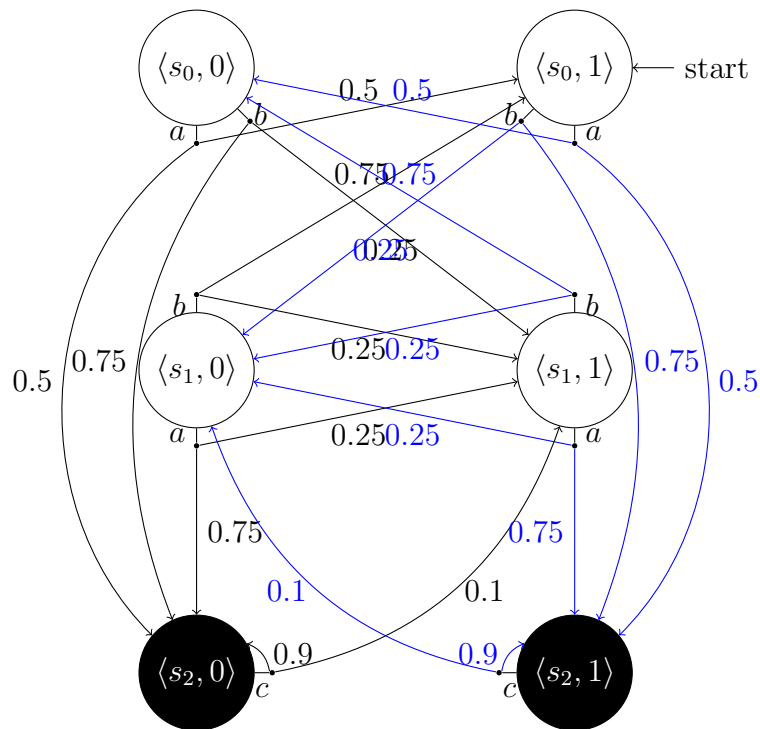 ⟨s₀, 0⟩ ⟨s₀, 1⟩ start
0.5 0.5
a b b a
0.75 0.75
0.25 0.25
b b
0.25 0.25
⟨s₁, 0⟩ ⟨s₁, 1⟩
0.5 0.75 0.75 0.5
a a
0.25 0.25
0.75 0.75
0.1 0.1
0.9 0.9
⟨s₂, 0⟩ ⟨s₂, 1⟩
c c